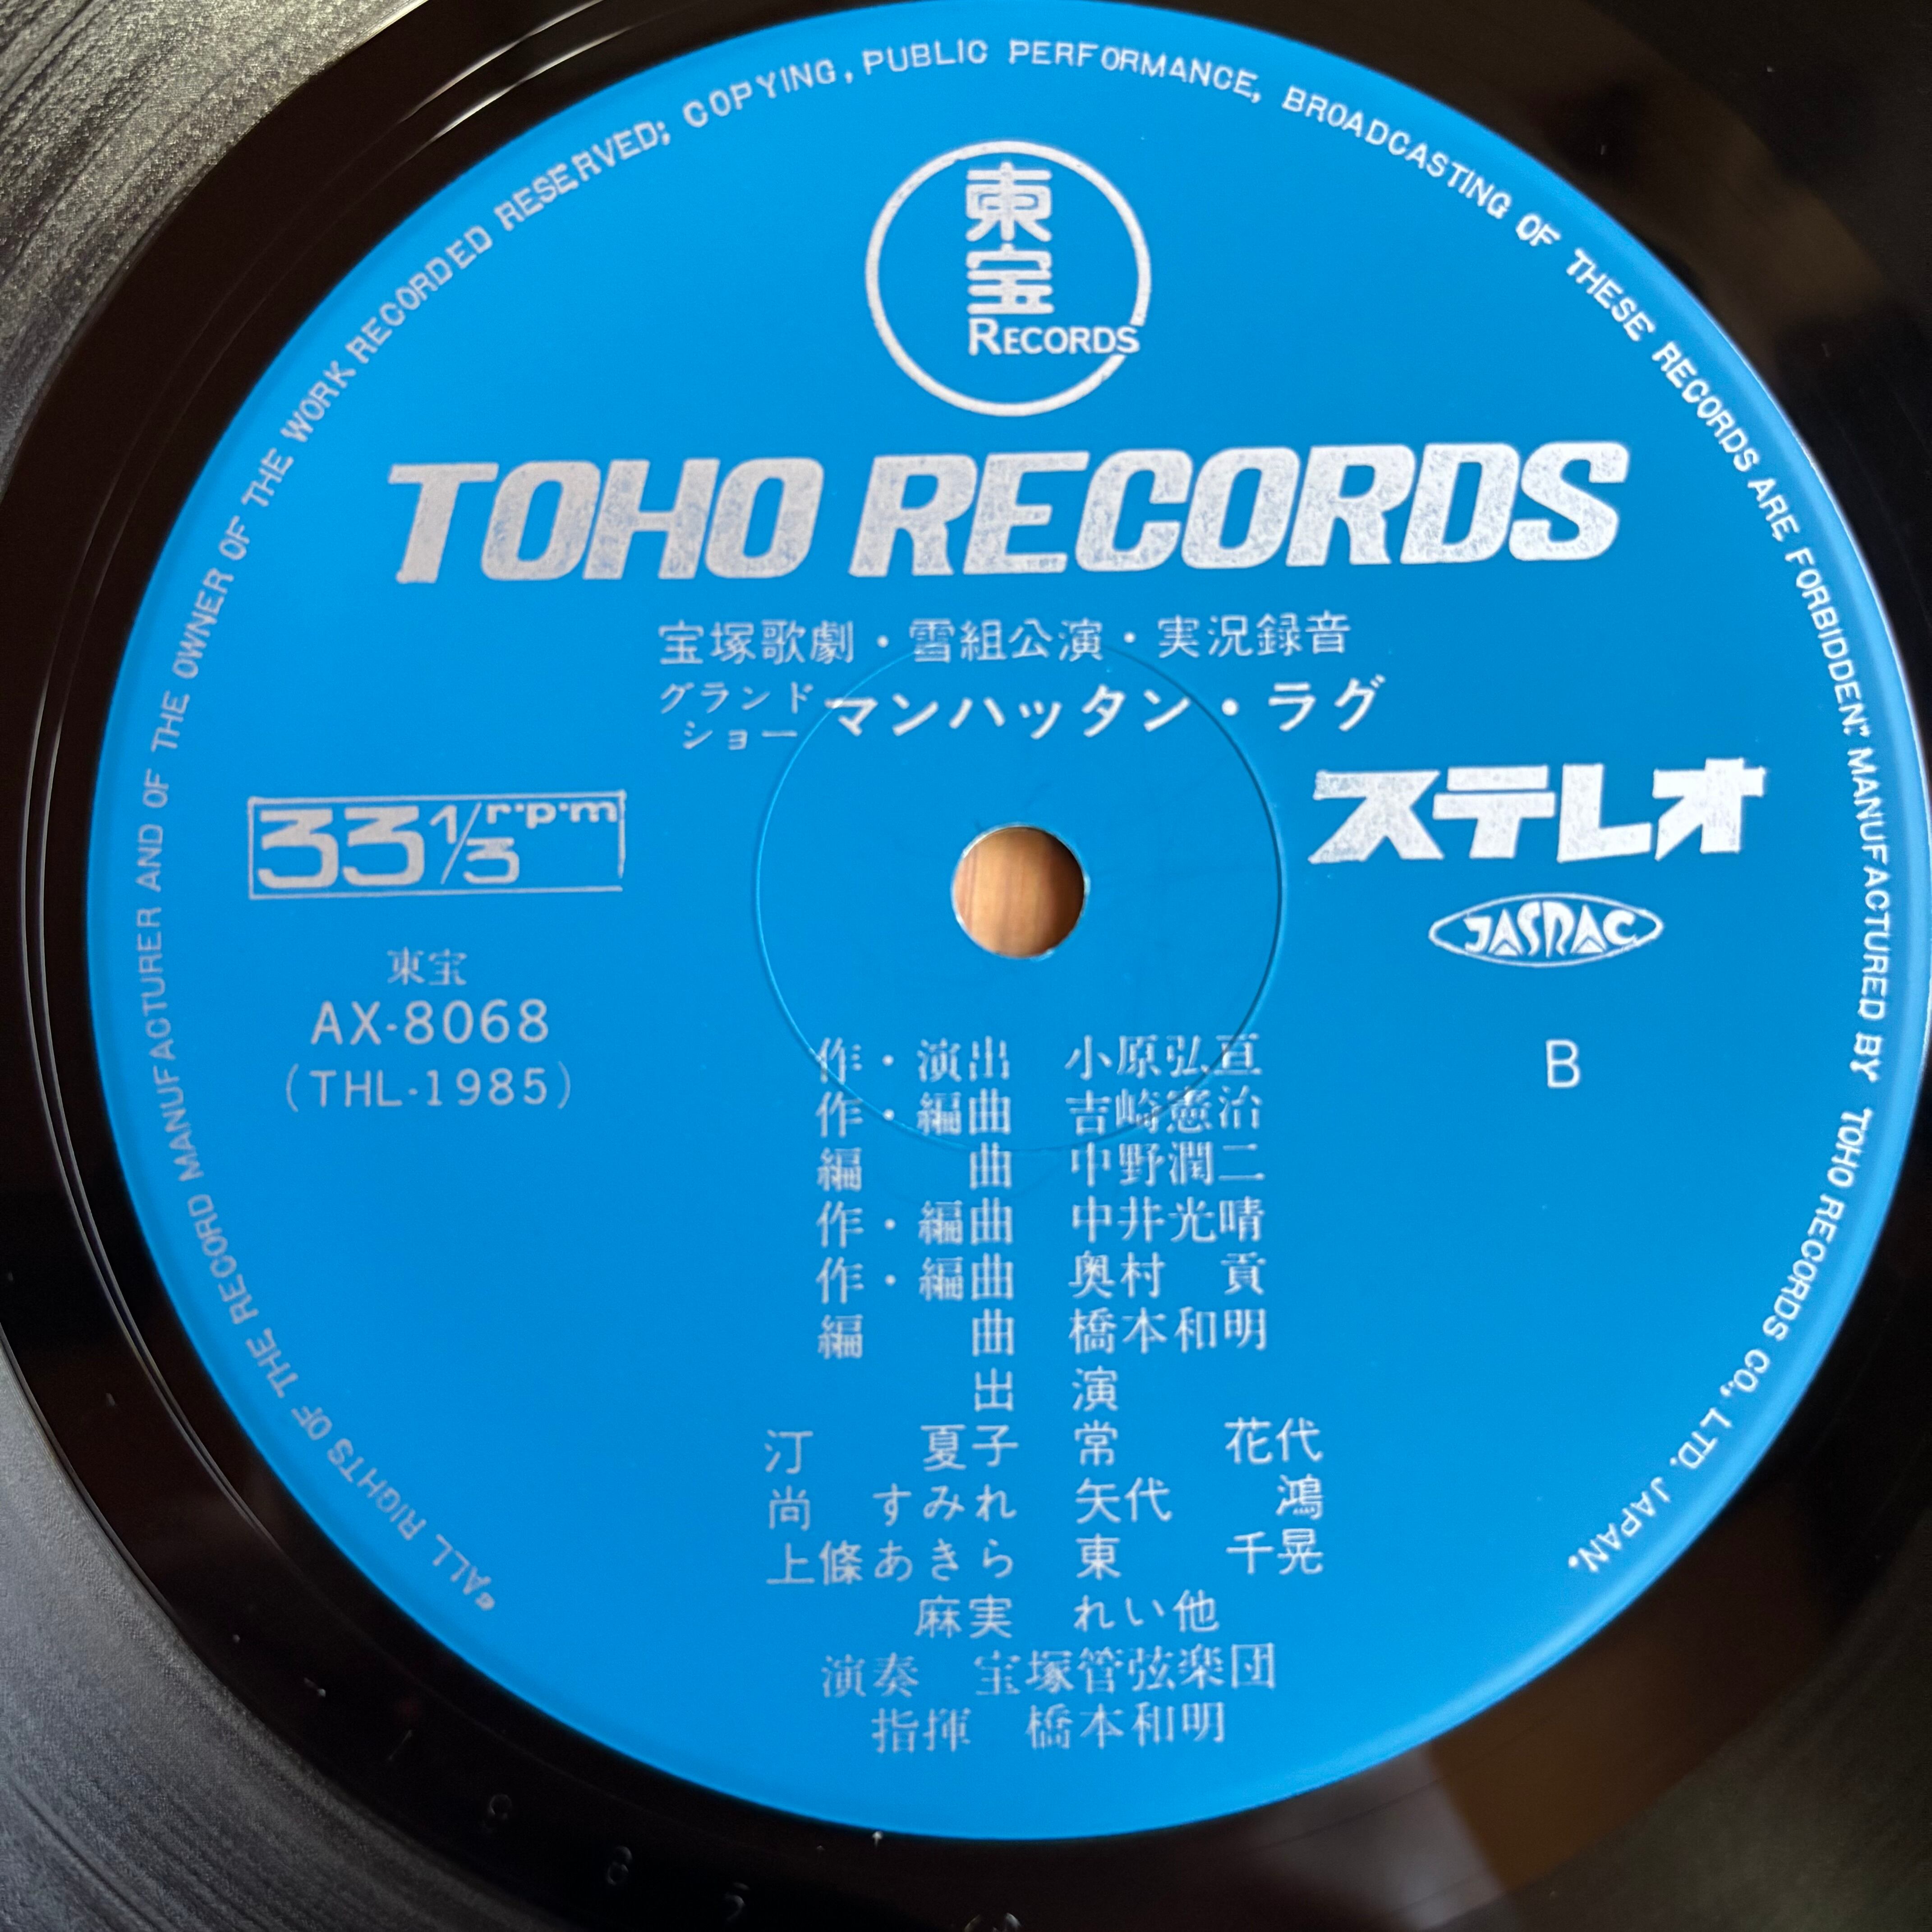 "ALL RIGHTS OF THE RECORD MANUFACTURER AND OF THE OWNER OF THE WORK RECORDED RESERVED; COPYING, PUBLIC PERFORMANCE, BROADCASTING OF THESE RECORDS ARE FORBIDDEN." MANUFACTURED BY TOHO RECORDS CO., LTD. JAPAN.
東宝
RECORDS
TOHO RECORDS
宝塚歌劇・雪組公演・実況録音
グランド
ショー
マンハッタン・ラグ
33 1/3 r·p·m
ステレオ
JASRAC
東宝
AX-8068
(THL-1985)
B
作・演出 小原弘亘
作・編曲 吉崎憲治
編 曲 中野潤二
作・編曲 中井光晴
作・編曲 奥村 貢
編 曲 橋本和明
出 演
汀 夏子 常 花代
尚 すみれ 矢代 鴻
上條あきら 東 千晃
麻実 れい他
演奏 宝塚管弦楽団
指揮 橋本和明